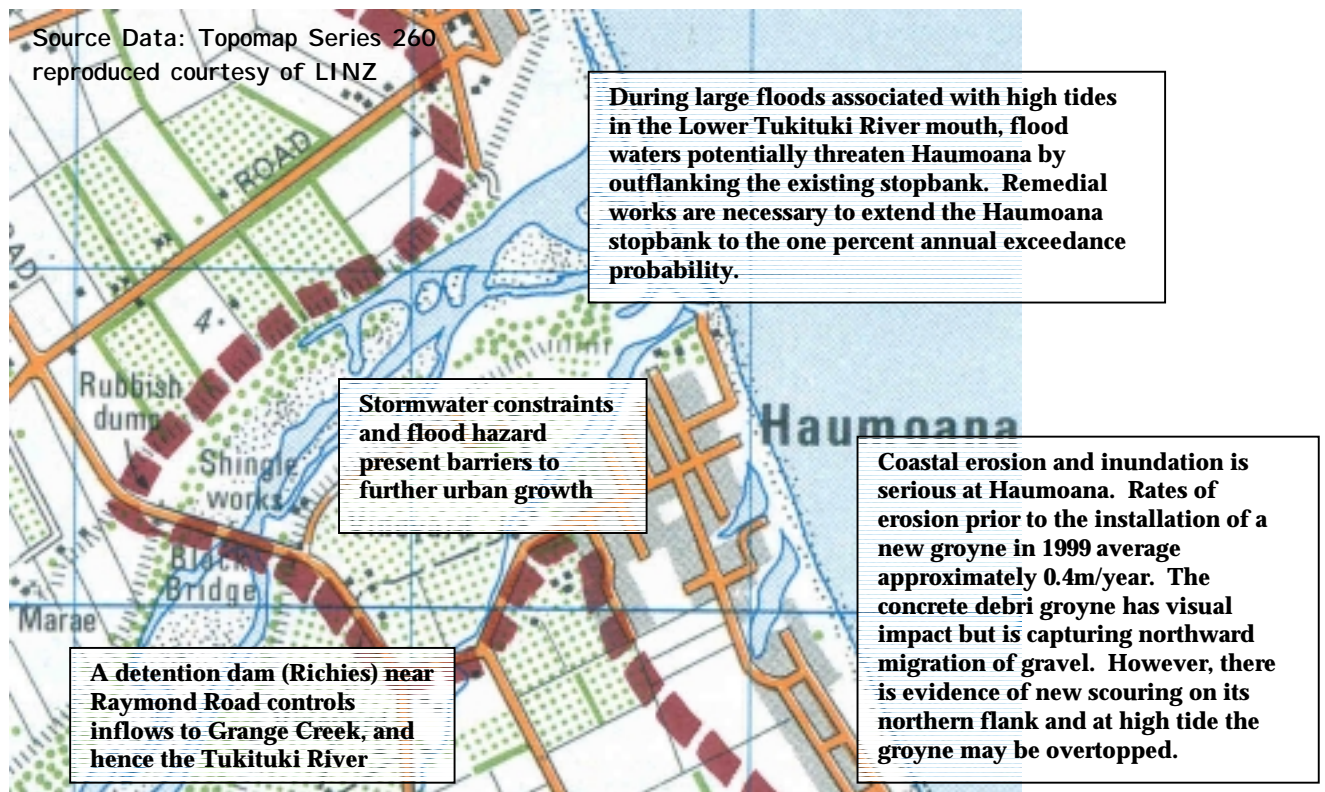 Source Data: Topomap Series 260
reproduced courtesy of LINZ
During large floods associated with high tides
in the Lower Tukituki River mouth, flood
waters potentially threaten Haumoana by
outflanking the existing stopbank. Remedial
works are necessary to extend the Haumoana
stopbank to the one percent annual exceedance
probability.
ROAD
4
Rubbish
dump
Shingle
works
Stormwater constraints
and flood hazard
present barriers to
further urban growth
Haumoana
Coastal erosion and inundation is
serious at Haumoana. Rates of
erosion prior to the installation of a
new groyne in 1999 average
approximately 0.4m/year. The
concrete debri groyne has visual
impact but is capturing northward
migration of gravel. However, there
is evidence of new scouring on its
northern flank and at high tide the
groyne may be overtopped.
Black
Bridge
Marae
A detention dam (Richies) near
Raymond Road controls
inflows to Grange Creek, and
hence the Tukituki River